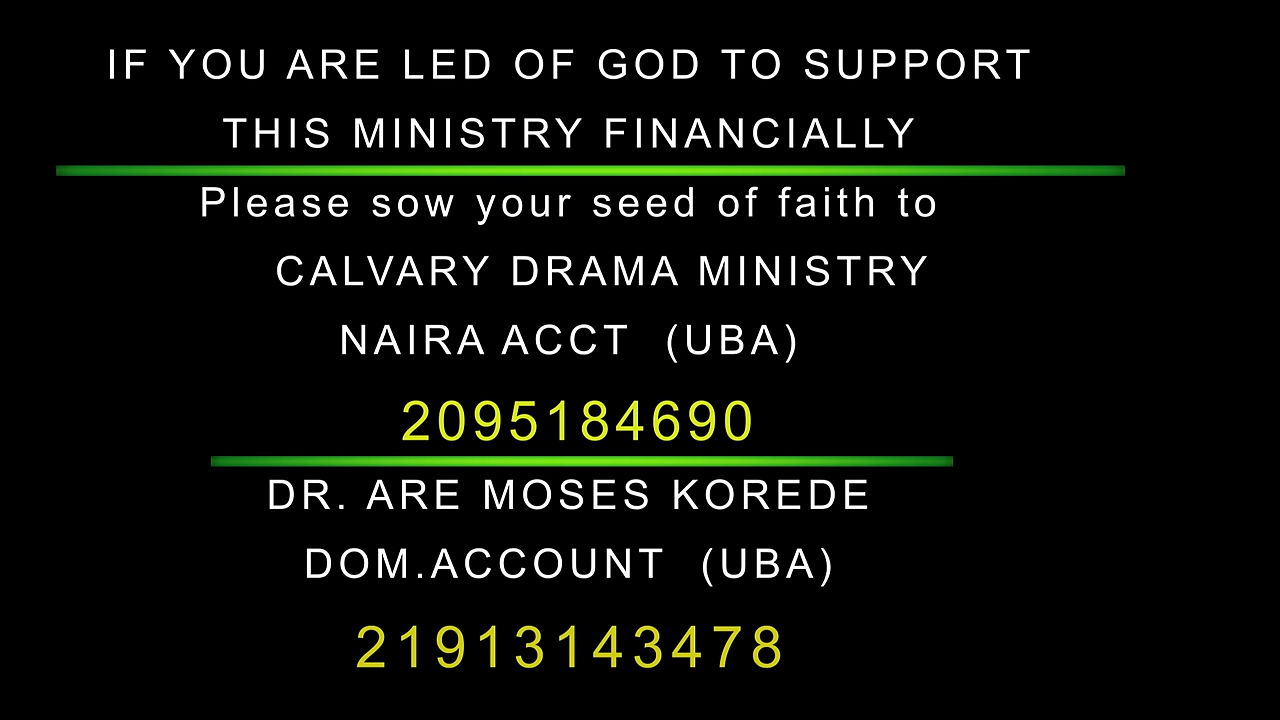 IF YOU ARE LED OF GOD TO SUPPORT
THIS MINISTRY FINANCIALLY
Please sow your seed of faith to
CALVARY DRAMA MINISTRY
NAIRA ACCT (UBA)
2095184690
DR. ARE MOSES KOREDE
DOM.ACCOUNT (UBA)
21913143478